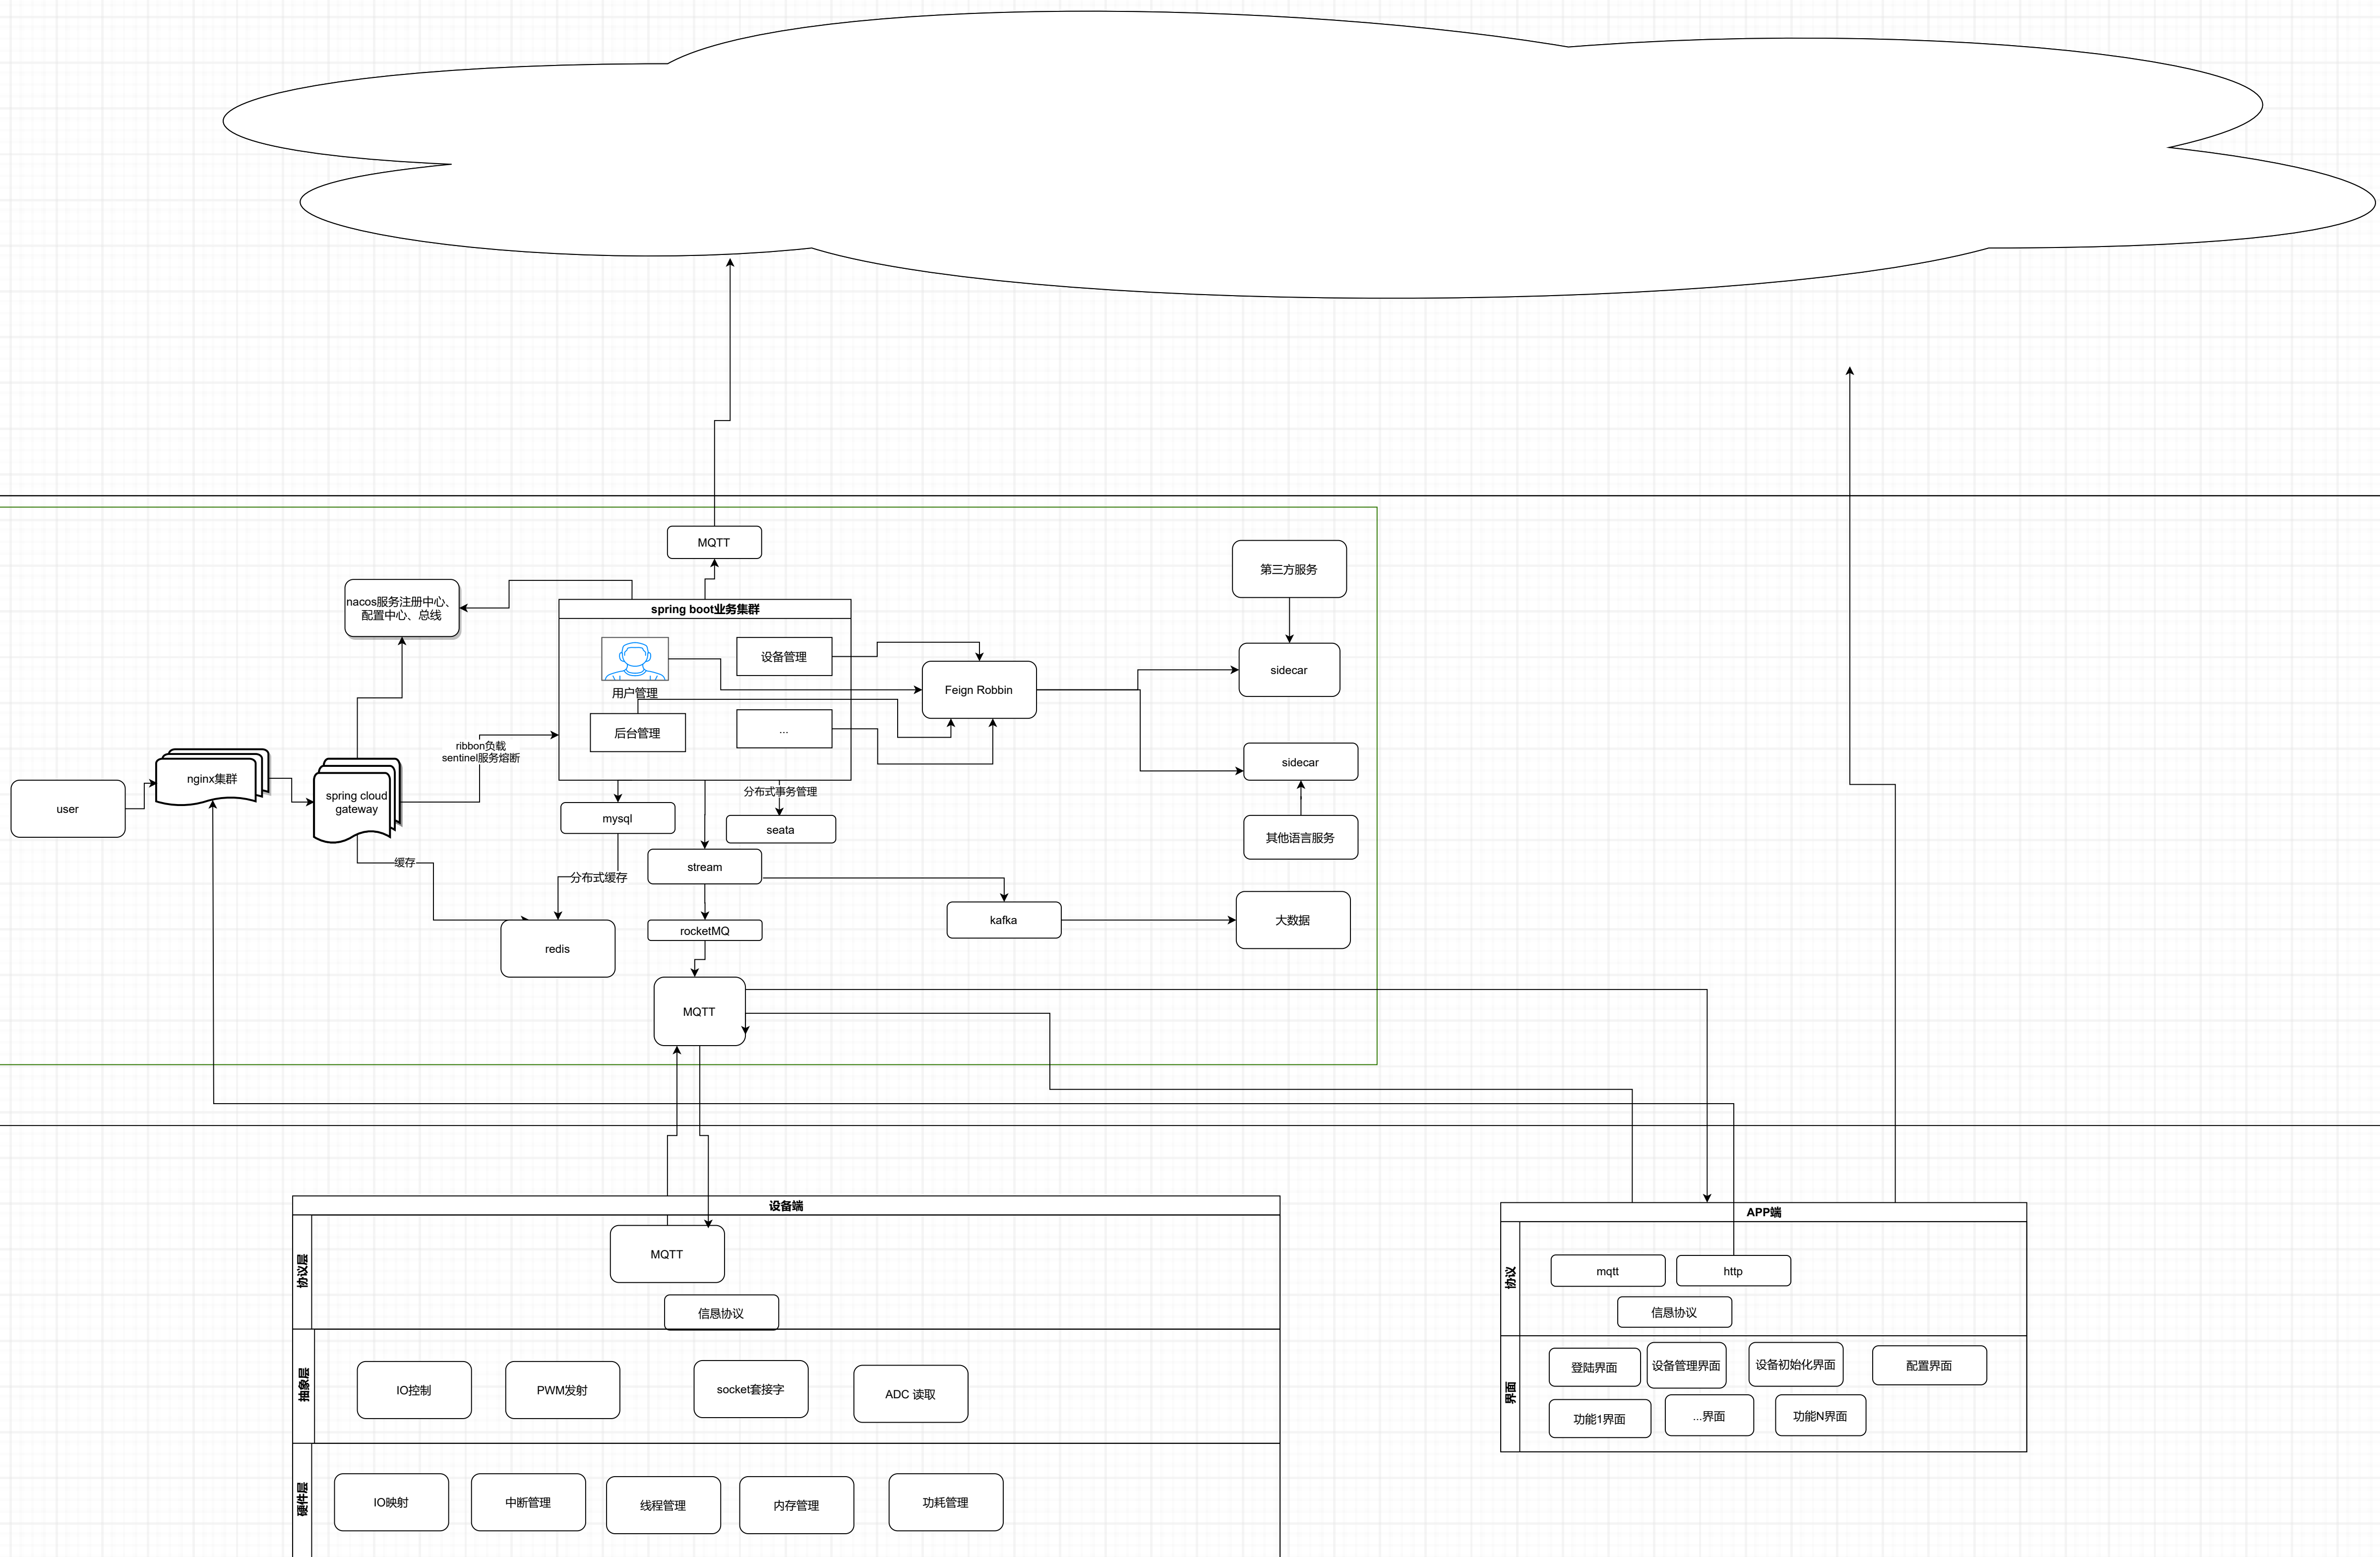 MQTT
第三方服务
nacos服务注册中心、
配置中心、总线
spring boot业务集群
设备管理
用户管理
后台管理
...
Feign Robbin
sidecar
ribbon负载
sentinel服务熔断
nginx集群
spring cloud
gateway
user
sidecar
分布式事务管理
mysql
seata
其他语言服务
缓存
stream
分布式缓存
kafka
大数据
rocketMQ
redis
MQTT
设备端
协议层
MQTT
信息协议
抽象层
IO控制
PWM发射
socket套接字
ADC 读取
硬件层
IO映射
中断管理
线程管理
内存管理
功耗管理
APP端
协议
mqtt
http
信息协议
界面
登陆界面
设备管理界面
设备初始化界面
配置界面
功能1界面
...界面
功能N界面